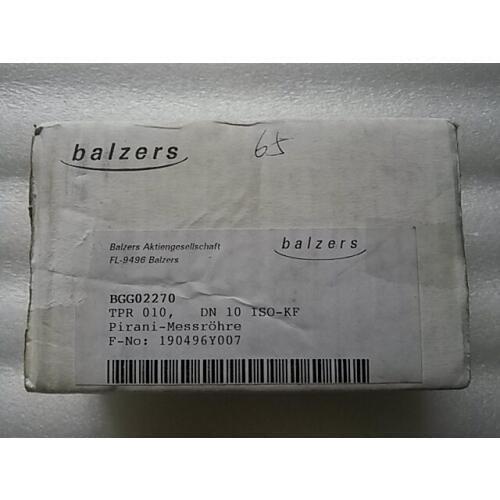 balzers
65
Balzers Aktiengesellschaft
balzers
FL-9496 Balzers
BGG02270
TPR 010, DN 10 ISO-KF
Pirani-Messröhre
F-No: 190496Y007